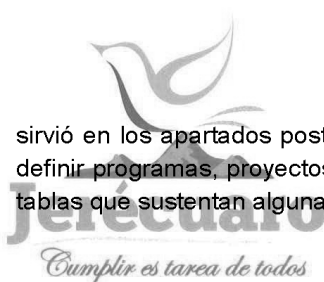 sirvió en los apartados post
definir programas, proyectos
tablas que sustentan alguna
Jerécuaro
Cumplir es tarea de todos